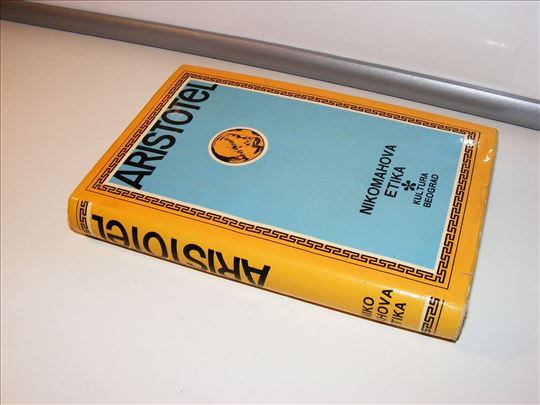 ARISTOTeL
NIKOMAHOVA
ETIKA
KULTURA
BEOGRAD
ARISTOTeL
NIKO
MAHOVA
ETIKA